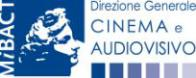 MiBACT
Direzione Generale
CINEMA e
AUDIOVISIVO